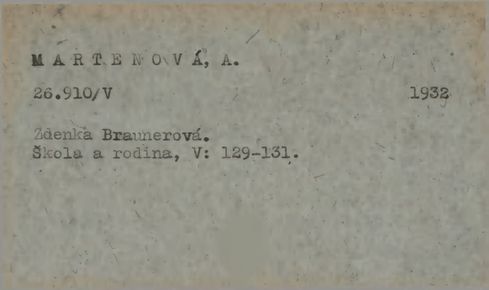 M A R T E N O V Á, A.
26.910/V 1932
Zdenka Braunerová.
Škola a rodina, V: 129-131.